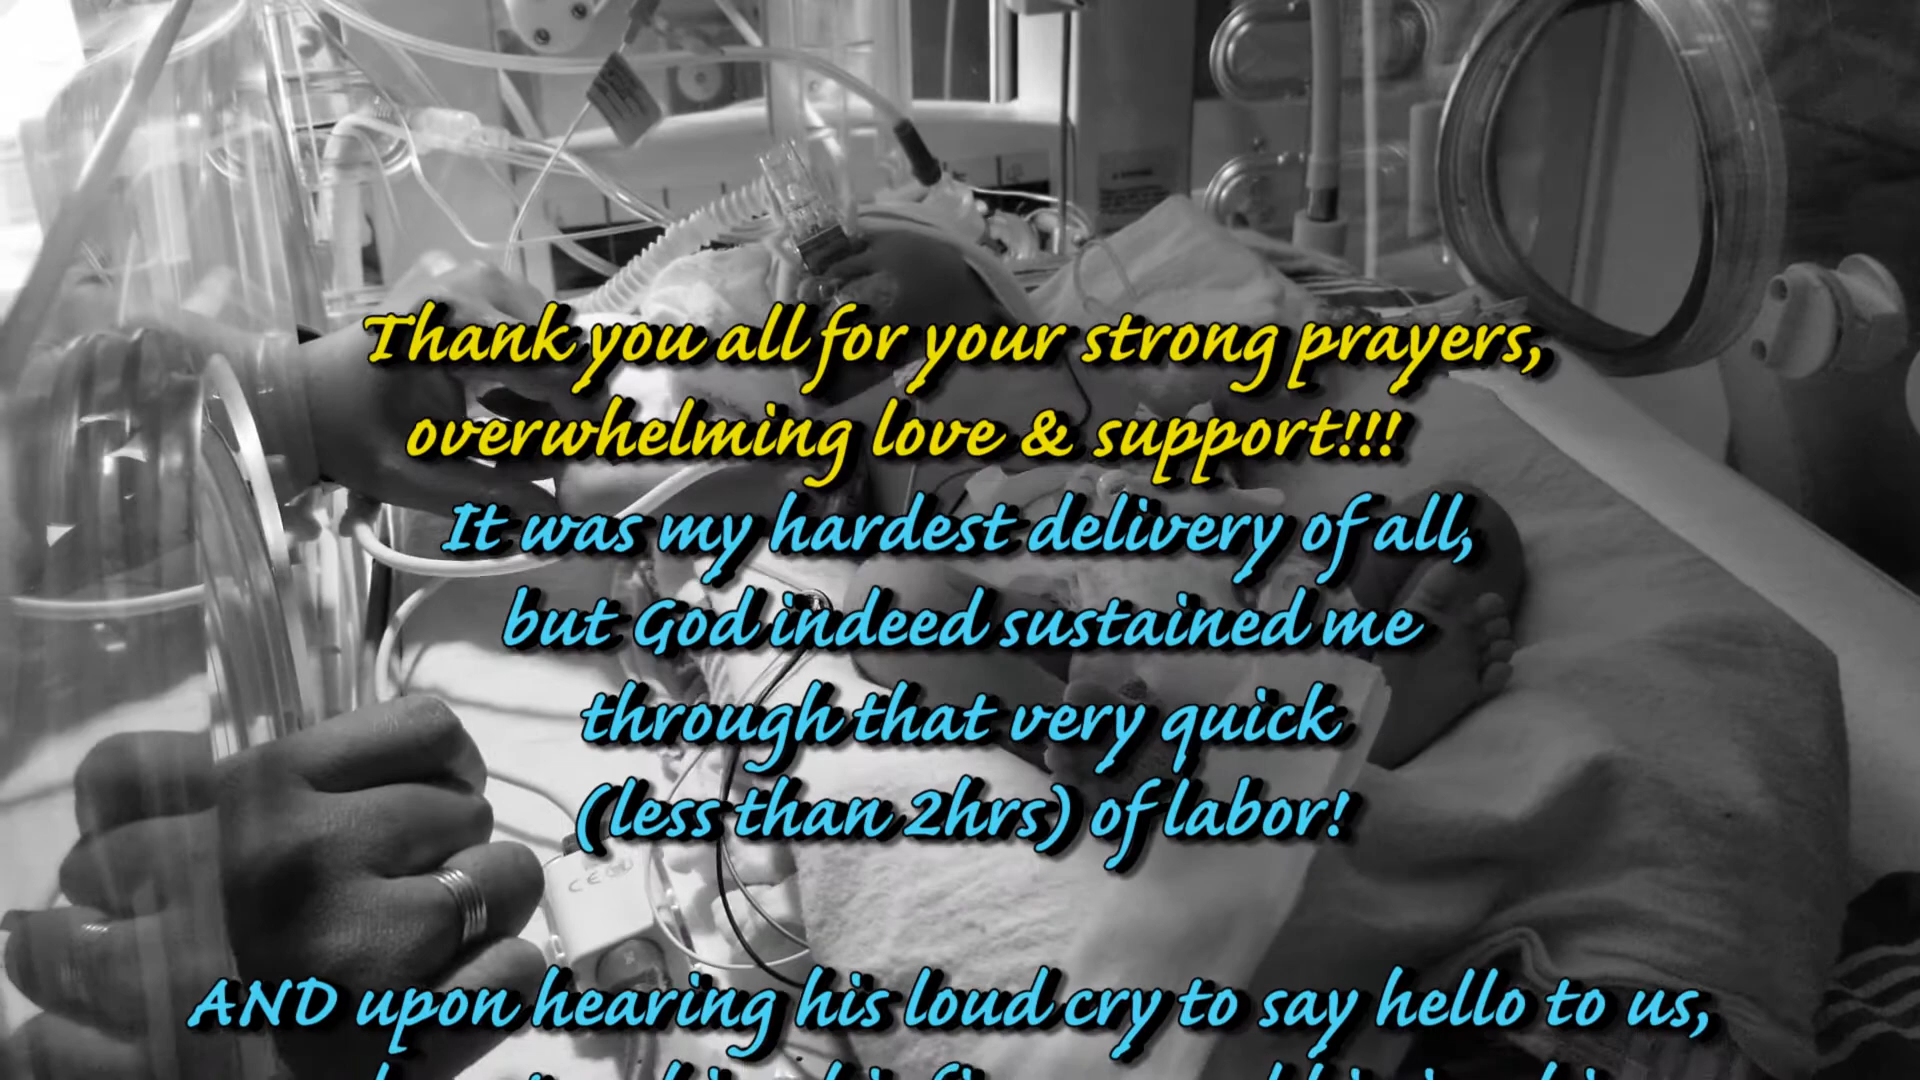 Thank you all for your strong prayers,
overwhelming love & support!!!
It was my hardest delivery of all,
but God indeed sustained me
through that very quick
(less than 2hrs) of labor!
AND upon hearing his loud cry to say hello to us,
CE